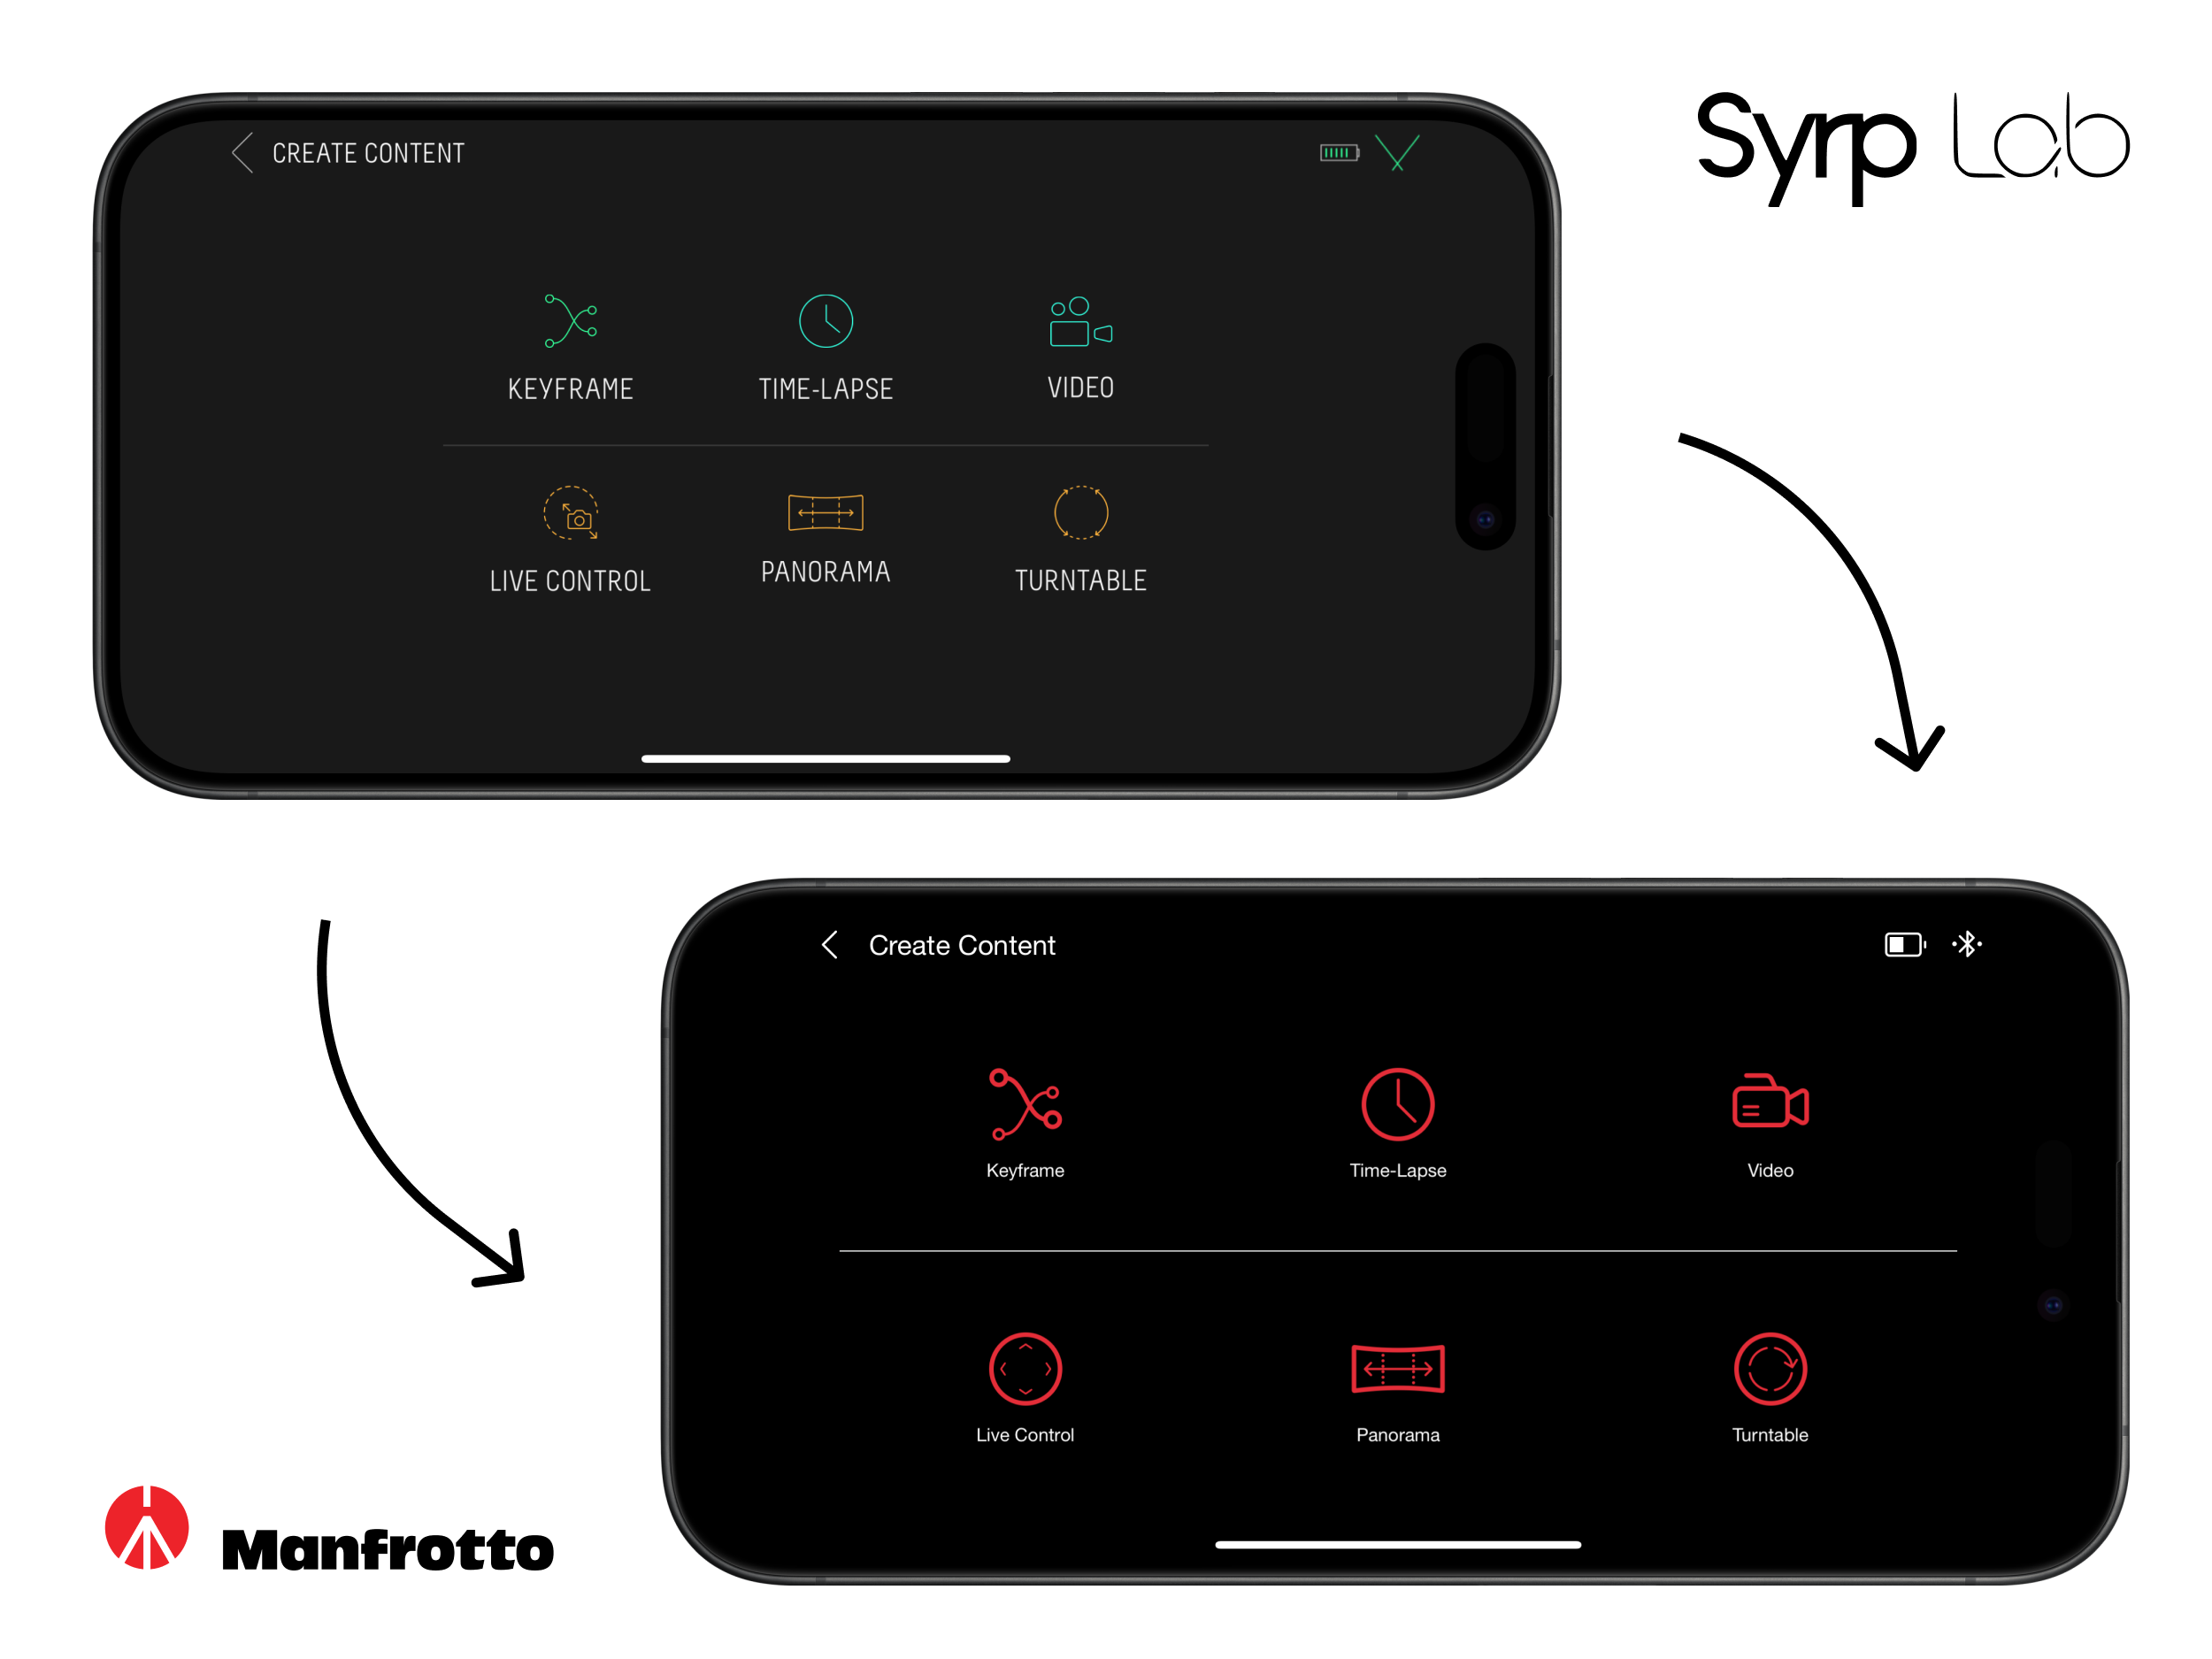 Syrp Lab
CREATE CONTENT
KEYFRAME TIME-LAPSE VIDEO
LIVE CONTROL PANORAMA TURNTABLE
Create Content
Keyframe Time-Lapse Video
Live Control Panorama Turntable
Manfrotto